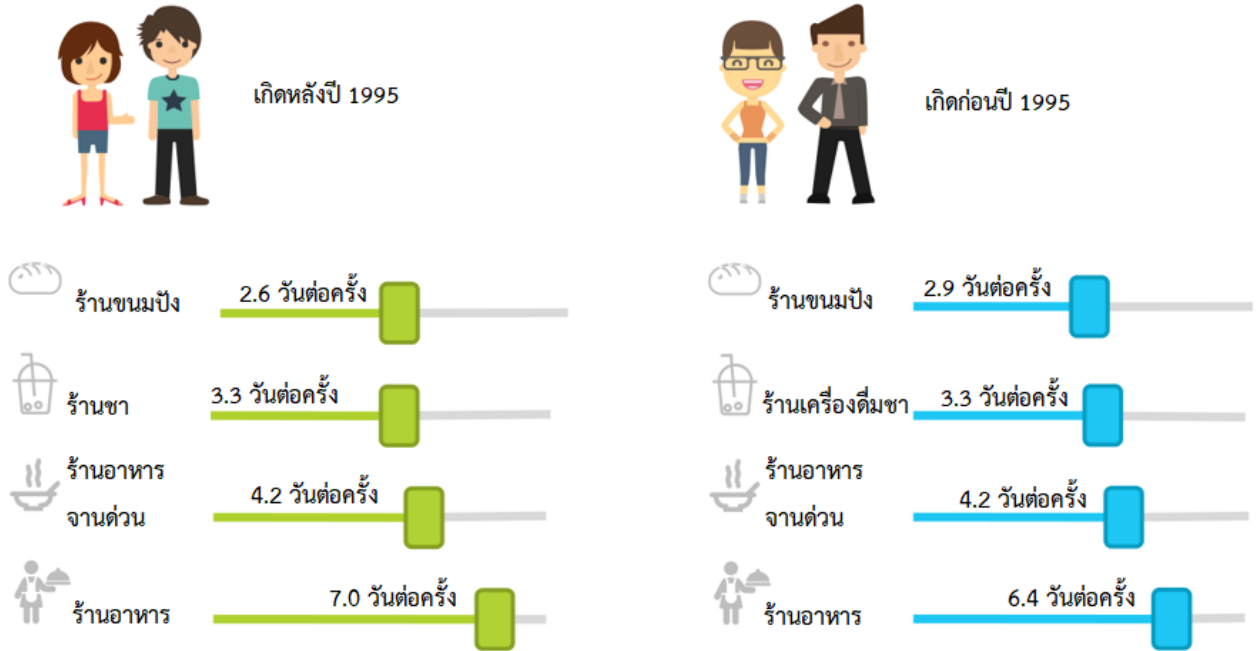 เกิดหลังปี 1995
ร้านขนมปัง
2.6 วันต่อครั้ง
ร้านชา
3.3 วันต่อครั้ง
ร้านอาหาร
จานด่วน
4.2 วันต่อครั้ง
ร้านอาหาร
7.0 วันต่อครั้ง
เกิดก่อนปี 1995
ร้านขนมปัง
2.9 วันต่อครั้ง
ร้านเครื่องดื่มชา
3.3 วันต่อครั้ง
ร้านอาหาร
จานด่วน
4.2 วันต่อครั้ง
ร้านอาหาร
6.4 วันต่อครั้ง